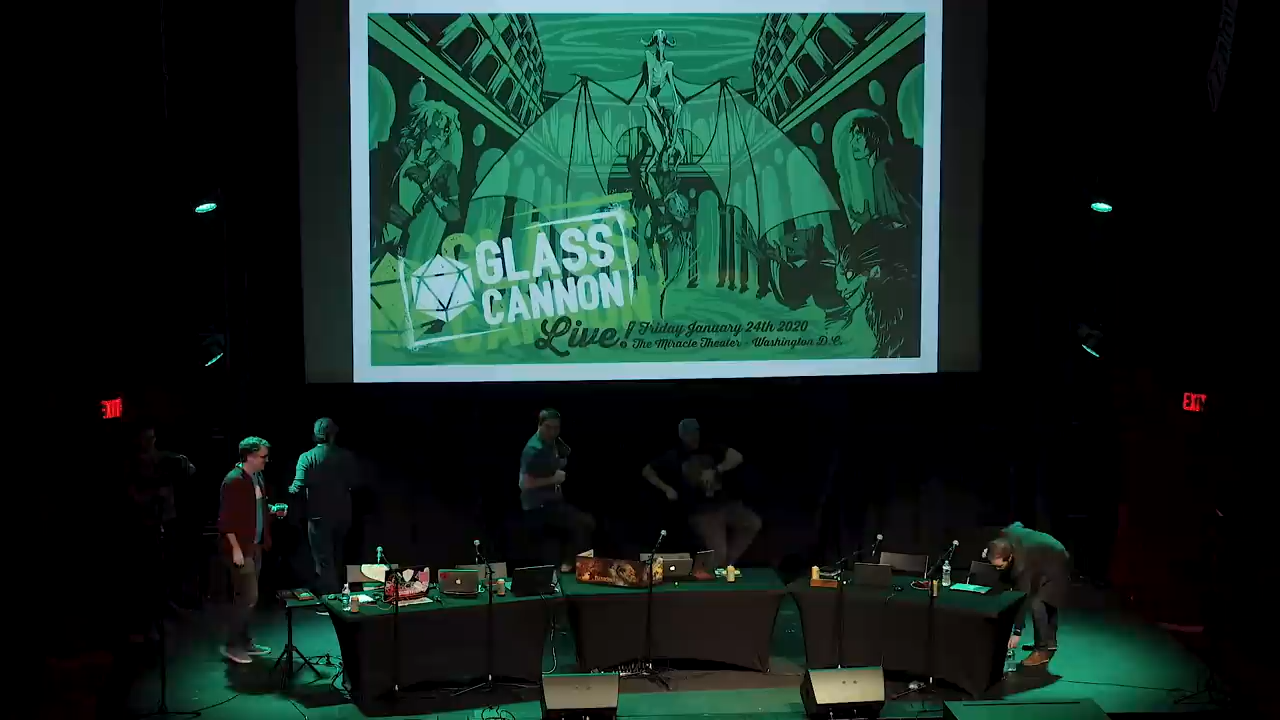 GLASS
CANNON
Live!
Friday January 24th 2020
The Miracle Theater - Washington D.C.
EXIT
EXIT